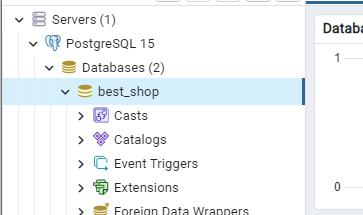 Servers (1)
PostgreSQL 15
Databases (2)
best_shop
Casts
Catalogs
Event Triggers
Extensions
Foreign Data Wrappers
Databa
1
0